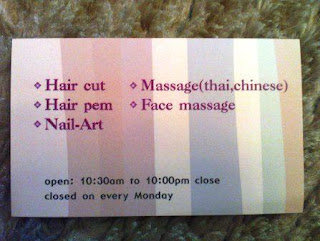 ❖ Hair cut ❖ Massage(thai,chinese)
❖ Hair pem ❖ Face massage
❖ Nail-Art
open: 10:30am to 10:00pm close
closed on every Monday